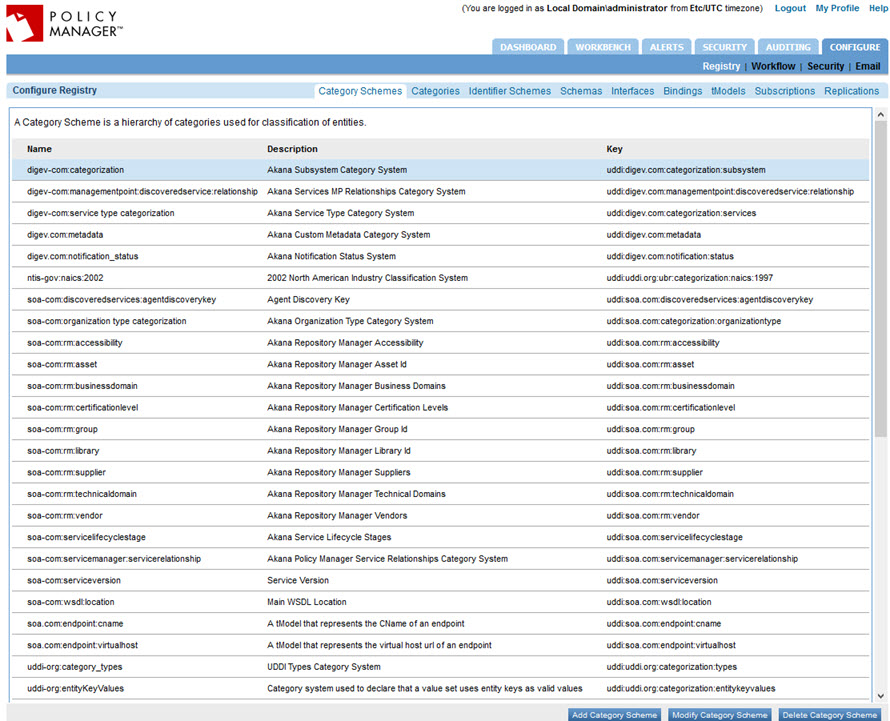 (You are logged in as Local Domain\administrator from Etc/UTC timezone) Logout My Profile Help
POLICY
MANAGER™
DASHBOARD WORKBENCH ALERTS SECURITY AUDITING CONFIGURE
Registry | Workflow | Security | Email
Configure Registry Category Schemes Categories Identifier Schemes Schemas Interfaces Bindings tModels Subscriptions Replications
A Category Scheme is a hierarchy of categories used for classification of entities.
Name Description Key
digev-com:categorization Akana Subsystem Category System uddi:digev.com:categorization:subsystem
digev-com:managementpoint:discoveredservice:relationship Akana Services MP Relationships Category System uddi:digev.com:managementpoint:discoveredservice:relationship
digev-com:service type categorization Akana Service Type Category System uddi:digev.com:categorization:services
digev.com:metadata Akana Custom Metadata Category System uddi:digev.com:metadata
digev.com:notification_status Akana Notification Status System uddi:digev.com:notification:status
ntis-gov:naics:2002 2002 North American Industry Classification System uddi:uddi.org:ubr:categorization:naics:1997
soa-com:discoveredservices:agentdiscoverykey Agent Discovery Key uddi:soa.com:discoveredservices:agentdiscoverykey
soa-com:organization type categorization Akana Organization Type Category System uddi:soa.com:categorization:organizationtype
soa-com:rm:accessibility Akana Repository Manager Accessibility uddi:soa.com:rm:accessibility
soa-com:rm:asset Akana Repository Manager Asset Id uddi:soa.com:rm:asset
soa-com:rm:businessdomain Akana Repository Manager Business Domains uddi:soa.com:rm:businessdomain
soa-com:rm:certificationlevel Akana Repository Manager Certification Levels uddi:soa.com:rm:certificationlevel
soa-com:rm:group Akana Repository Manager Group Id uddi:soa.com:rm:group
soa-com:rm:library Akana Repository Manager Library Id uddi:soa.com:rm:library
soa-com:rm:supplier Akana Repository Manager Suppliers uddi:soa.com:rm:supplier
soa-com:rm:technicaldomain Akana Repository Manager Technical Domains uddi:soa.com:rm:technicaldomain
soa-com:rm:vendor Akana Repository Manager Vendors uddi:soa.com:rm:vendor
soa-com:servicelifecyclestage Akana Service Lifecycle Stages uddi:soa.com:servicelifecyclestage
soa-com:servicemanager:servicerelationship Akana Policy Manager Service Relationships Category System uddi:soa.com:servicemanager:servicerelationship
soa-com:serviceversion Service Version uddi:soa.com:serviceversion
soa-com:wsdl:location Main WSDL Location uddi:soa.com:wsdl:location
soa.com:endpoint:cname A tModel that represents the CName of an endpoint uddi:soa.com:endpoint:cname
soa.com:endpoint:virtualhost A tModel that represents the virtual host url of an endpoint uddi:soa.com:endpoint:virtualhost
uddi-org:category_types UDDI Types Category System uddi:uddi.org:categorization:types
uddi-org:entityKeyValues Category system used to declare that a value set uses entity keys as valid values uddi:uddi.org:categorization:entitykeyvalues
Add Category Scheme Modify Category Scheme Delete Category Scheme